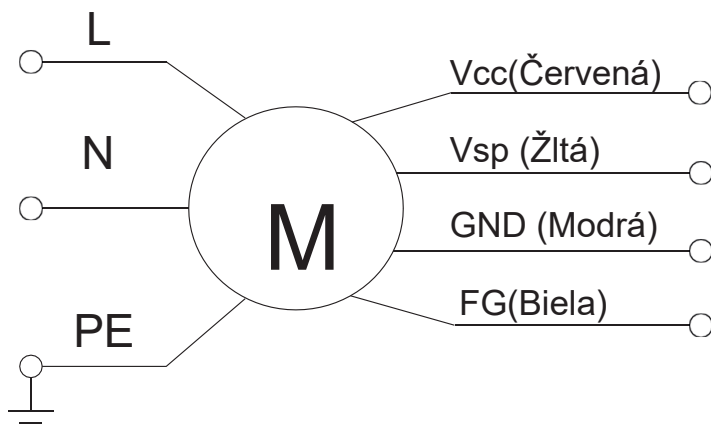 L
N
PE
M
Vcc(Červená)
Vsp (Žltá)
GND (Modrá)
FG(Biela)